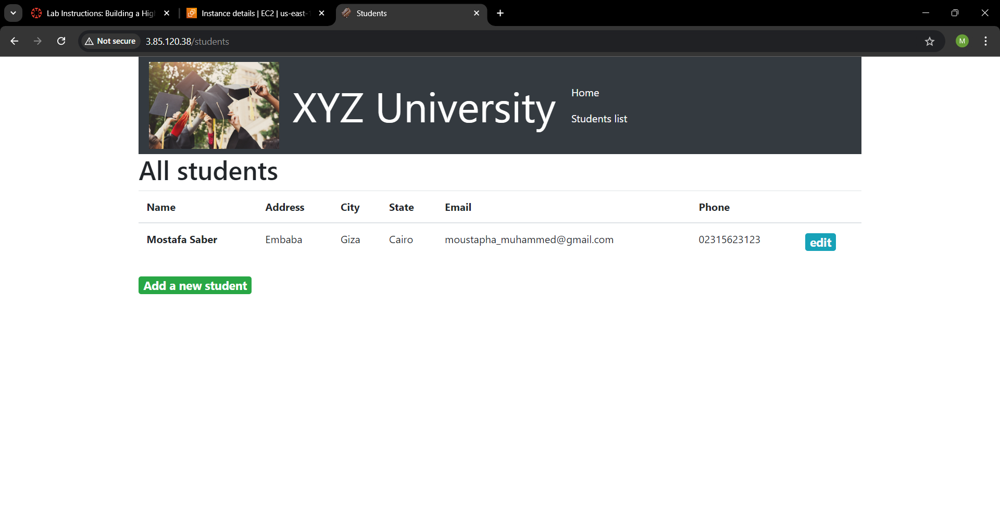 Lab Instructions: Building a Hig
Instance details | EC2 | us-east-1
Students
Not secure
3.85.120.38/students
M
XYZ University
Home
Students list
All students
Name Address City State Email Phone
Mostafa Saber Embaba Giza Cairo moustapha_muhammed@gmail.com 02315623123 edit
Add a new student